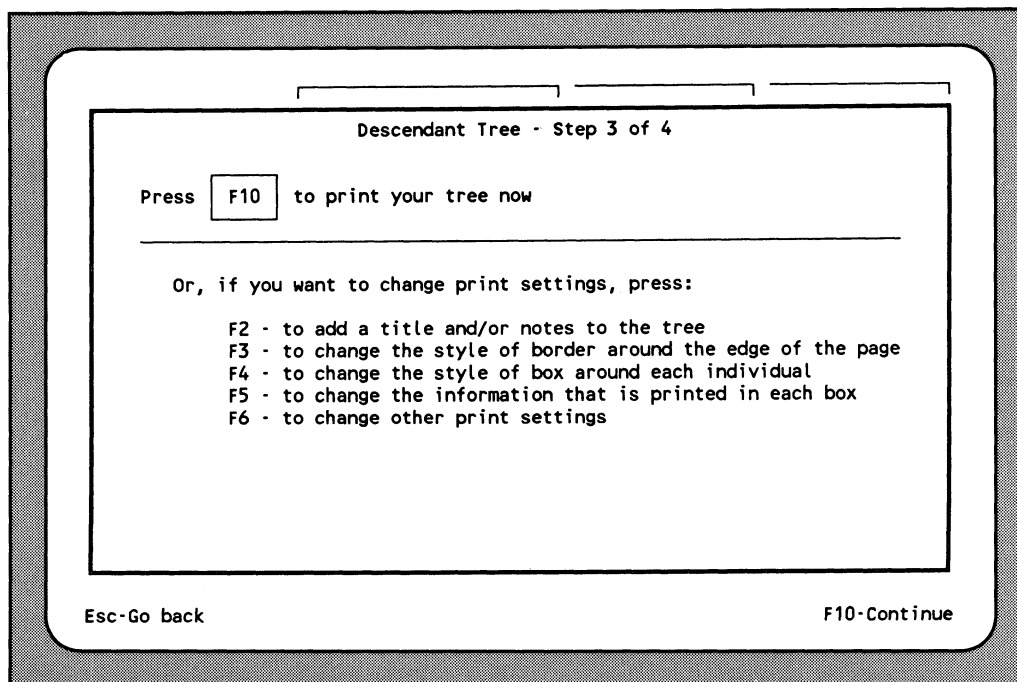 Descendant Tree - Step 3 of 4
Press F10 to print your tree now
Or, if you want to change print settings, press:
F2 - to add a title and/or notes to the tree
F3 - to change the style of border around the edge of the page
F4 - to change the style of box around each individual
F5 - to change the information that is printed in each box
F6 - to change other print settings
Esc-Go back
F10-Continue